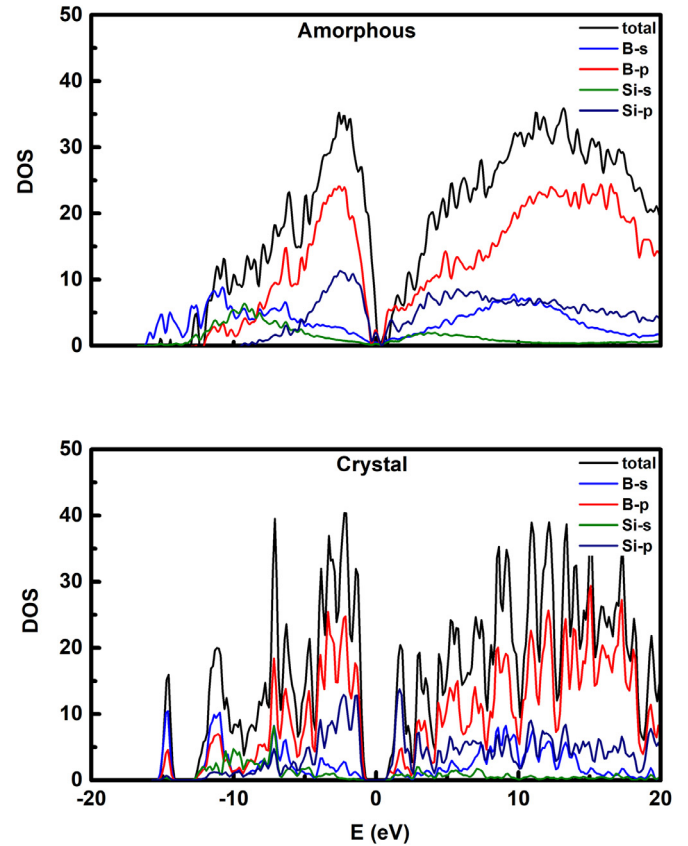 50
Amorphous
total
B-s
40
B-p
Si-s
Si-p
30
DOS
20
10
0
50
Crystal
total
B-s
40
B-p
Si-s
Si-p
30
DOS
20
10
0
-20
-10
0
10
20
E (eV)